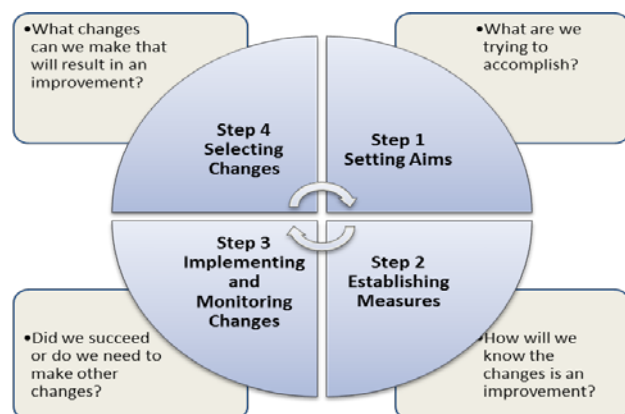 •What changes
can we make that
will result in an
improvement?
•What are we
trying to
accomplish?
Step 4
Selecting
Changes
Step 1
Setting Aims
Step 3
Implementing
and
Monitoring
Changes
Step 2
Establishing
Measures
•Did we succeed
or do we need to
make other
changes?
•How will we
know the
changes is an
improvement?